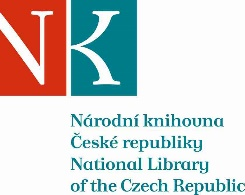 NK
Národní knihovna
České republiky
National Library
of the Czech Republic